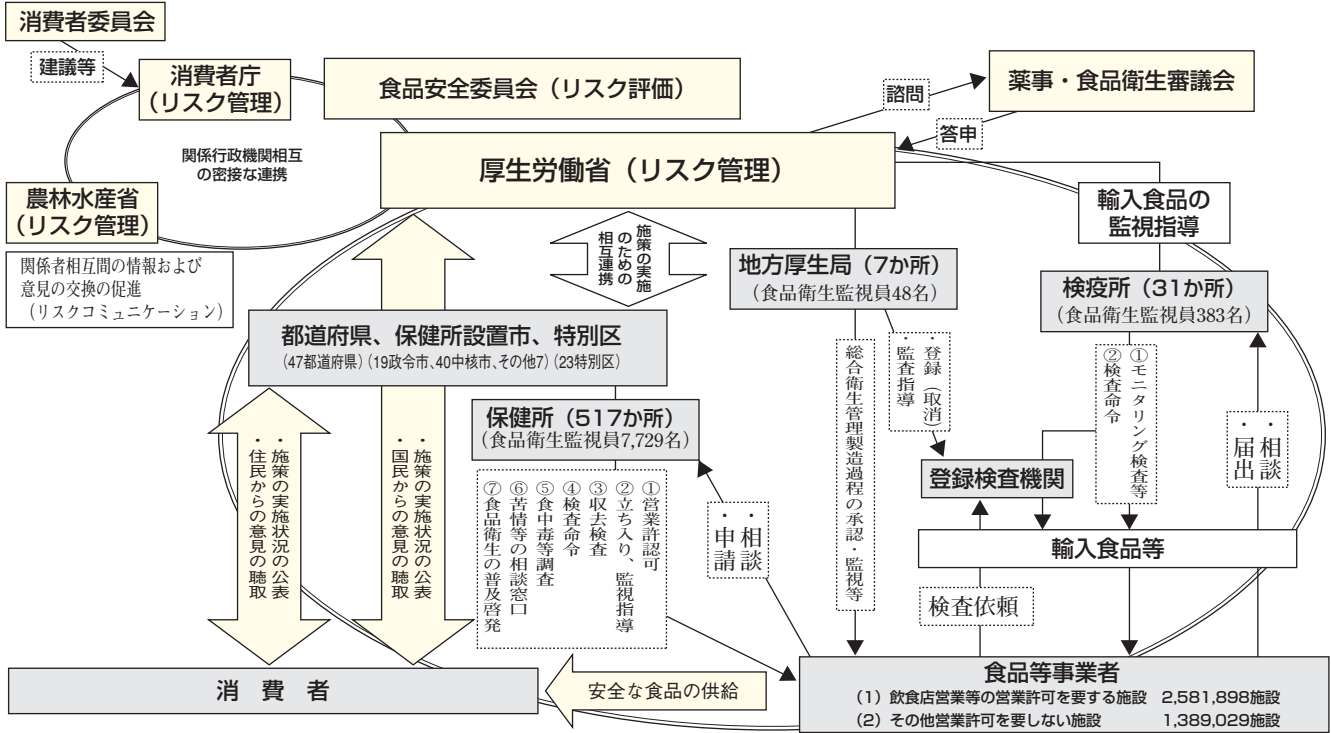 消費者委員会
建議等
消費者庁
(リスク管理)
食品安全委員会(リスク評価)
薬事・食品衛生審議会
諮問
答申
関係行政機関相互
の密接な連携
厚生労働省(リスク管理)
農林水産省
(リスク管理)
輸入食品の
監視指導
関係者相互間の情報および
意見の交換の促進
(リスクコミュニケーション)
施策の実施
のための
相互連携
地方厚生局(7か所)
(食品衛生監視員48名)
検疫所(31か所)
(食品衛生監視員383名)
都道府県、保健所設置市、特別区
(47都道府県)(19政令市、40中核市、その他7)(23特別区)
保健所(517か所)
(食品衛生監視員7,729名)
・施策の実施状況の公表
・住民からの意見の聴取
・施策の実施状況の公表
・国民からの意見の聴取
①営業許認可
②立ち入り、監視指導
③収去検査
④検査命令
⑤食中毒等調査
⑥苦情等の相談窓口
⑦食品衛生の普及啓発
・相談
・申請
総合衛生管理製造過程の承認・監視等
・登録(取消)
・監査指導
①モニタリング検査等
②検査命令
・相談
・届出
登録検査機関
輸入食品等
検査依頼
消費者
安全な食品の供給
食品等事業者
(1)飲食店営業等の営業許可を要する施設 2,581,898施設
(2)その他営業許可を要しない施設 1,389,029施設